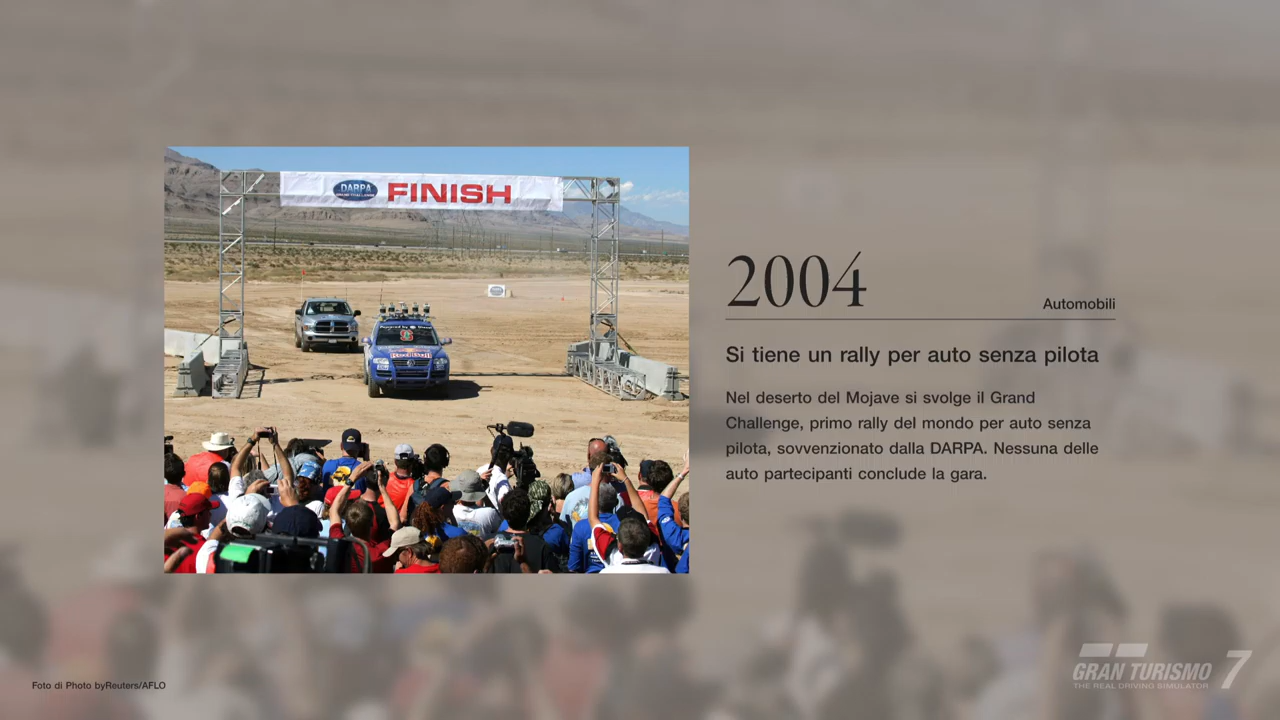 DARPA
FINISH
2004
Automobili
Si tiene un rally per auto senza pilota
Nel deserto del Mojave si svolge il Grand
Challenge, primo rally del mondo per auto senza
pilota, sovvenzionato dalla DARPA. Nessuna delle
auto partecipanti conclude la gara.
Foto di Photo byReuters/AFLO
GRAN TURISMO 7
THE REAL DRIVING SIMULATOR